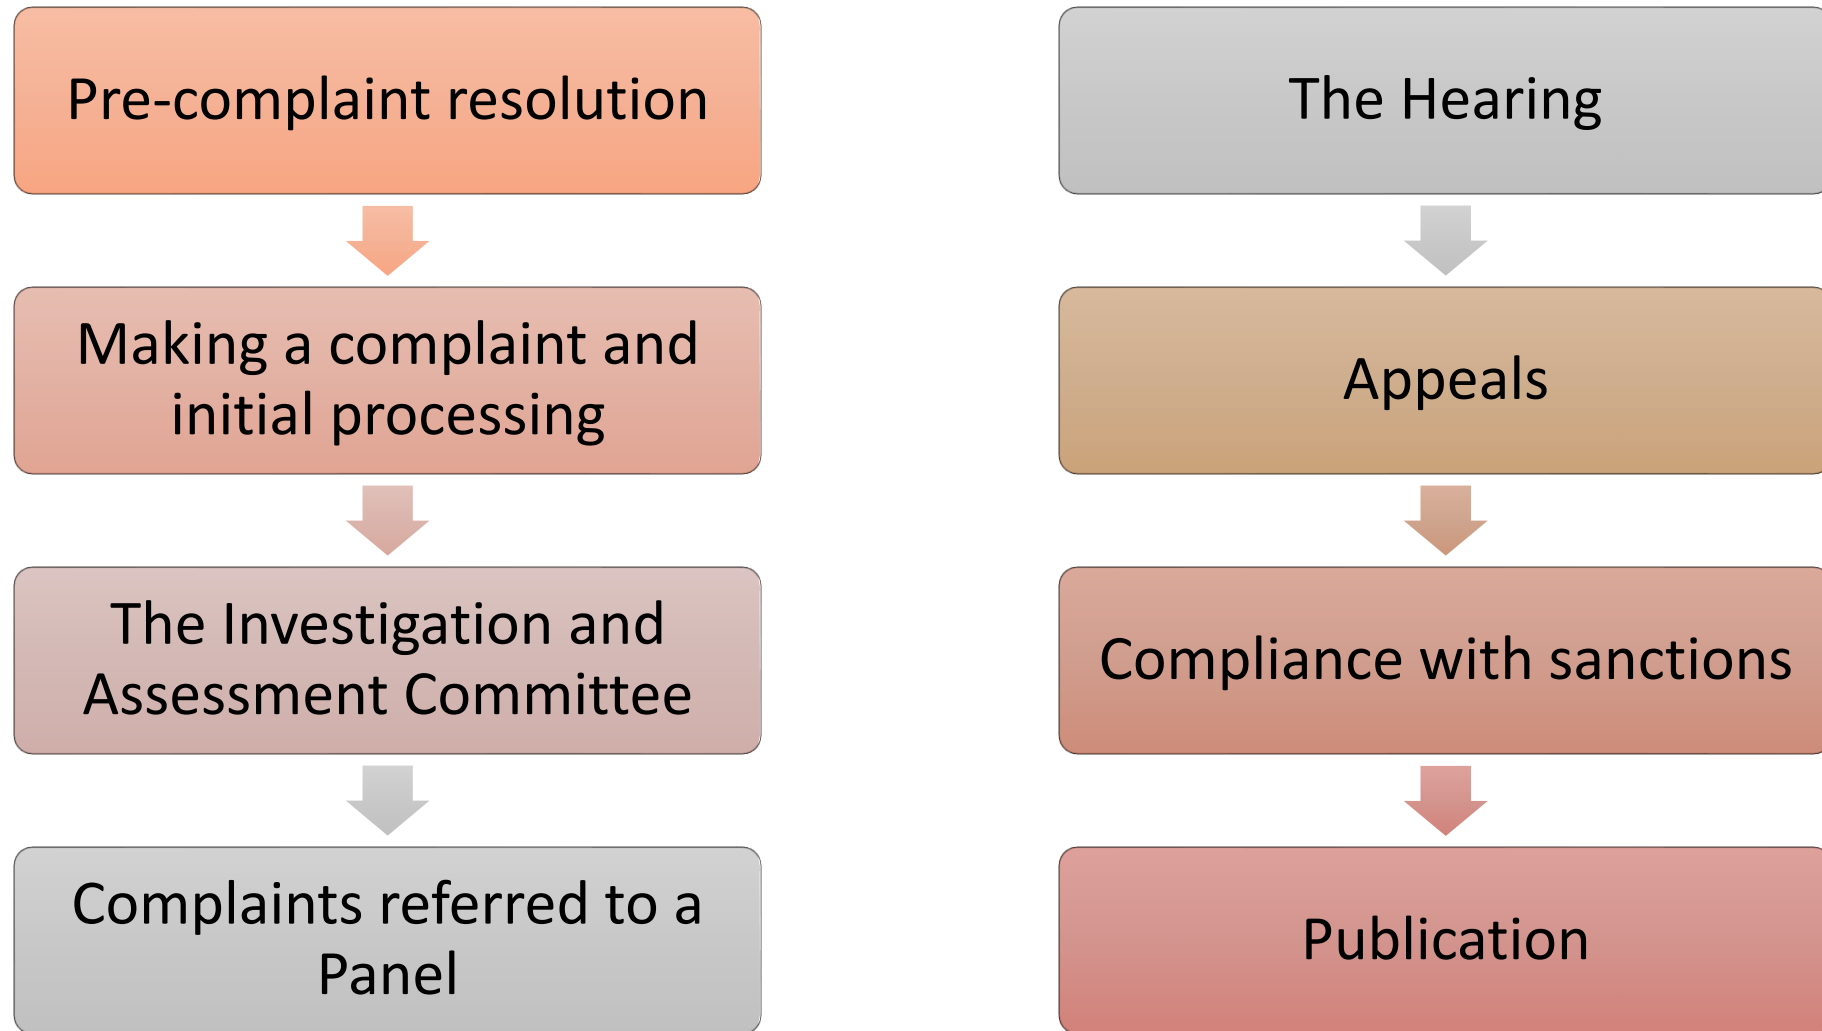 Pre-complaint resolution
Making a complaint and
initial processing
The Investigation and
Assessment Committee
Complaints referred to a
Panel
The Hearing
Appeals
Compliance with sanctions
Publication